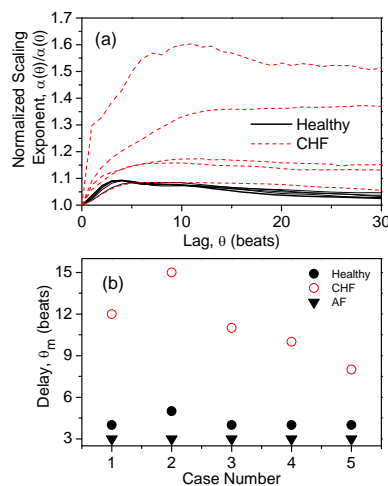 (a)
Normalized Scaling
Exponent, α(θ)/α(0)
1.7
1.6
1.5
1.4
1.3
1.2
1.1
1.0
Healthy
CHF
0 10 20 30
Lag, θ (beats)
(b)
Delay, θm (beats)
15
12
9
6
3
Healthy
CHF
AF
1 2 3 4 5
Case Number